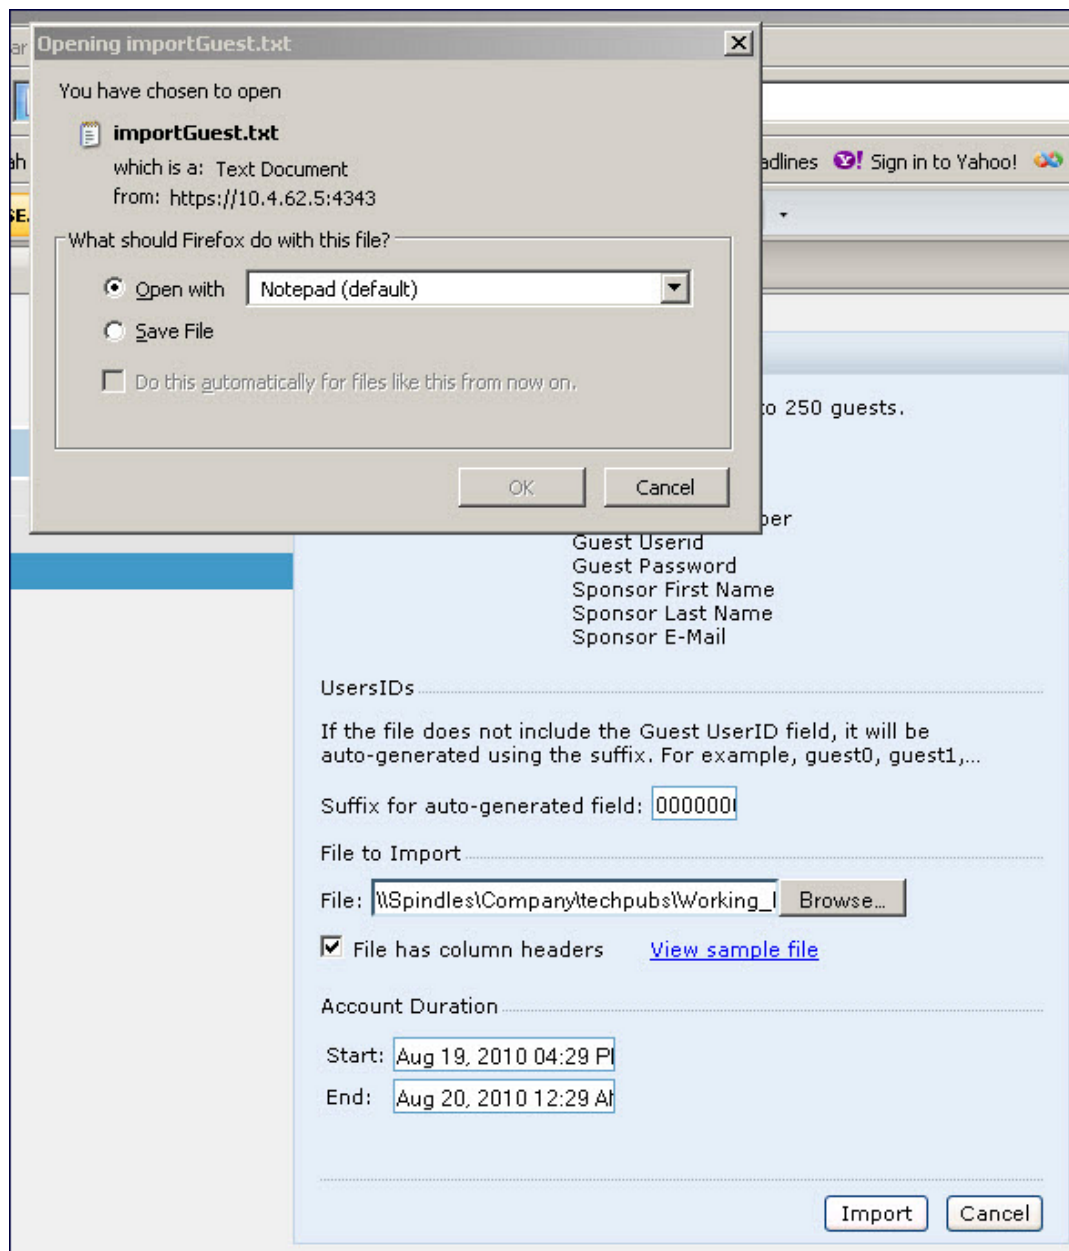 Opening importGuest.txt
You have chosen to open
importGuest.txt
which is a: Text Document
from: https://10.4.62.5:4343
Sign in to Yahoo!
What should Firefox do with this file?
Open with Notepad (default)
Save File
Do this automatically for files like this from now on.
to 250 guests.
OK Cancel
Guest Userid
Guest Password
Sponsor First Name
Sponsor Last Name
Sponsor E-Mail
UsersIDs
If the file does not include the Guest UserID field, it will be
auto-generated using the suffix. For example, guest0, guest1,...
Suffix for auto-generated field: 000000
File to Import
File: \\Spindles\Company\techpubs\Working_ Browse...
File has column headers View sample file
Account Duration
Start: Aug 19, 2010 04:29 P
End: Aug 20, 2010 12:29 A
Import Cancel